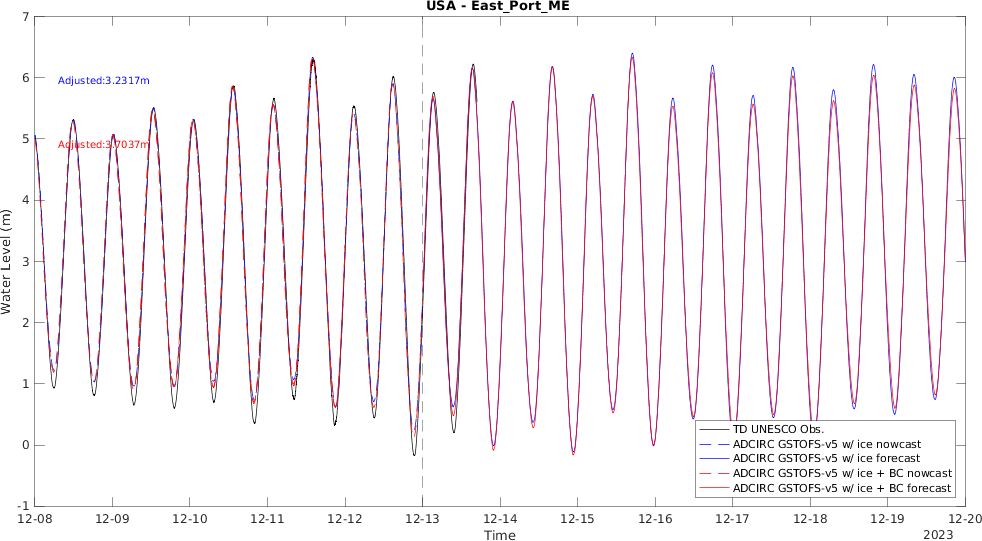 USA - East_Port_ME
7
6
5
4
3
2
1
0
-1
Water Level (m)
Adjusted:3.2317m
Adjusted:3.7037m
TD UNESCO Obs.
ADCIRC GSTOFS-v5 w/ ice nowcast
ADCIRC GSTOFS-v5 w/ ice forecast
ADCIRC GSTOFS-v5 w/ ice + BC nowcast
ADCIRC GSTOFS-v5 w/ ice + BC forecast
12-08 12-09 12-10 12-11 12-12 12-13 12-14 12-15 12-16 12-17 12-18 12-19 12-20
Time
2023